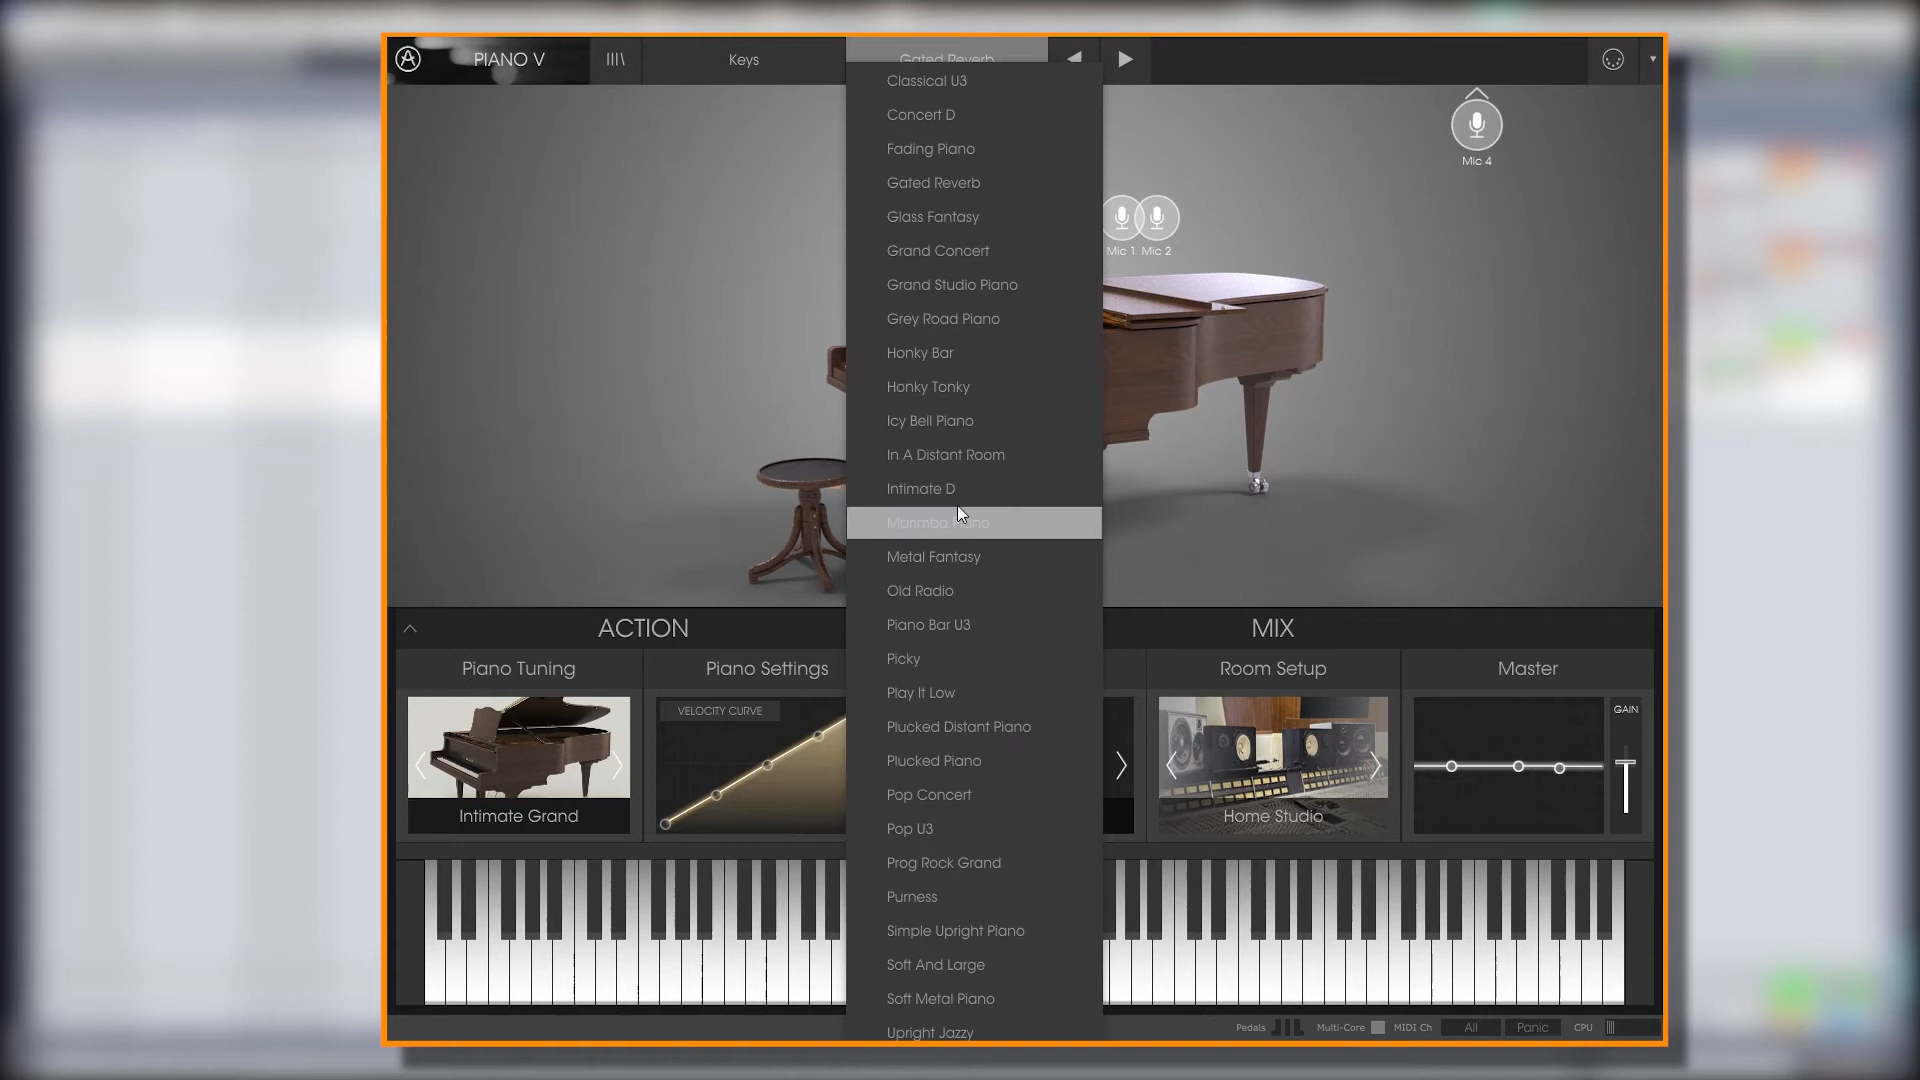 PIANO V
Keys
Gated Reverb
Classical U3
Concert D
Fading Piano
Gated Reverb
Glass Fantasy
Grand Concert
Grand Studio Piano
Grey Road Piano
Honky Bar
Honky Tonky
Icy Bell Piano
In A Distant Room
Intimate D
Marimba Piano
Metal Fantasy
Old Radio
Piano Bar U3
Picky
Play It Low
Plucked Distant Piano
Plucked Piano
Pop Concert
Pop U3
Prog Rock Grand
Purness
Simple Upright Piano
Soft And Large
Soft Metal Piano
Upright Jazzy
Mic 4
Mic 1 Mic 2
ACTION
MIX
Piano Tuning
Piano Settings
Room Setup
Master
VELOCITY CURVE
GAIN
Intimate Grand
Home Studio
Pedals
Multi-Core
MIDI Ch
All
Panic
CPU